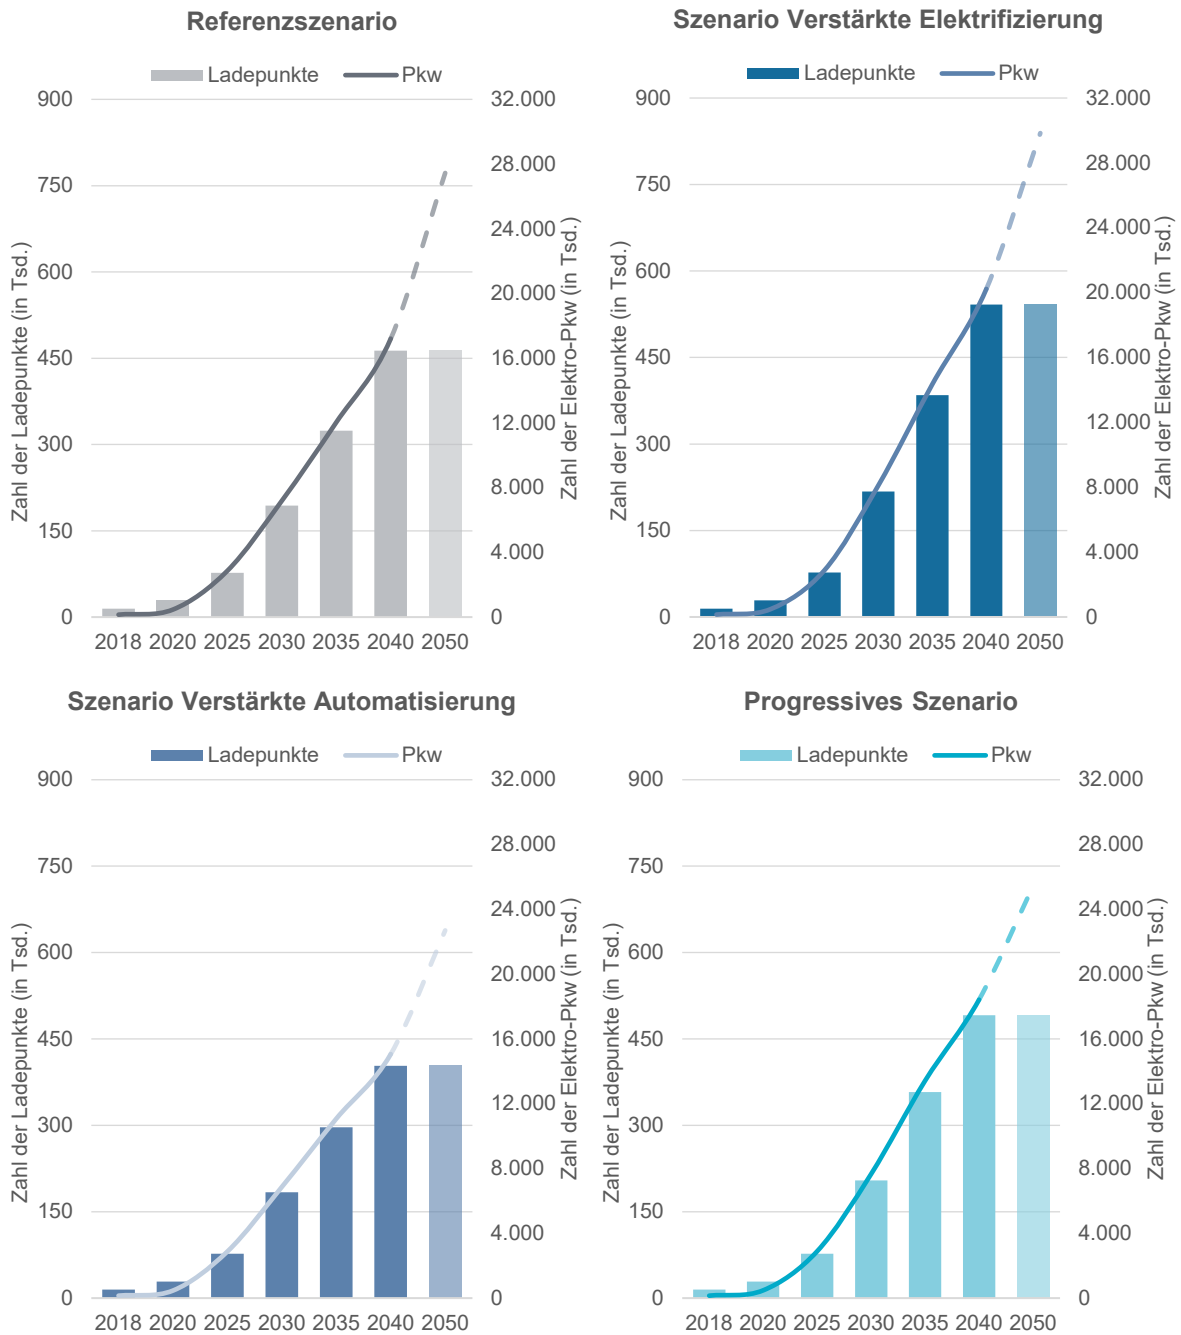 Referenzszenario
Ladepunkte Pkw
900 32.000
28.000
750
24.000
600
20.000
450 16.000
12.000
300
8.000
150
4.000
0 0
Zahl der Ladepunkte (in Tsd.)
Zahl der Elektro-Pkw (in Tsd.)
2018 2020 2025 2030 2035 2040 2050
Szenario Verstärkte Elektrifizierung
Ladepunkte Pkw
900 32.000
28.000
750
24.000
600
20.000
450 16.000
12.000
300
8.000
150
4.000
0 0
Zahl der Ladepunkte (in Tsd.)
Zahl der Elektro-Pkw (in Tsd.)
2018 2020 2025 2030 2035 2040 2050
Szenario Verstärkte Automatisierung
Ladepunkte Pkw
900 32.000
28.000
750
24.000
600
20.000
450 16.000
12.000
300
8.000
150
4.000
0 0
Zahl der Ladepunkte (in Tsd.)
Zahl der Elektro-Pkw (in Tsd.)
2018 2020 2025 2030 2035 2040 2050
Progressives Szenario
Ladepunkte Pkw
900 32.000
28.000
750
24.000
600
20.000
450 16.000
12.000
300
8.000
150
4.000
0 0
Zahl der Ladepunkte (in Tsd.)
Zahl der Elektro-Pkw (in Tsd.)
2018 2020 2025 2030 2035 2040 2050